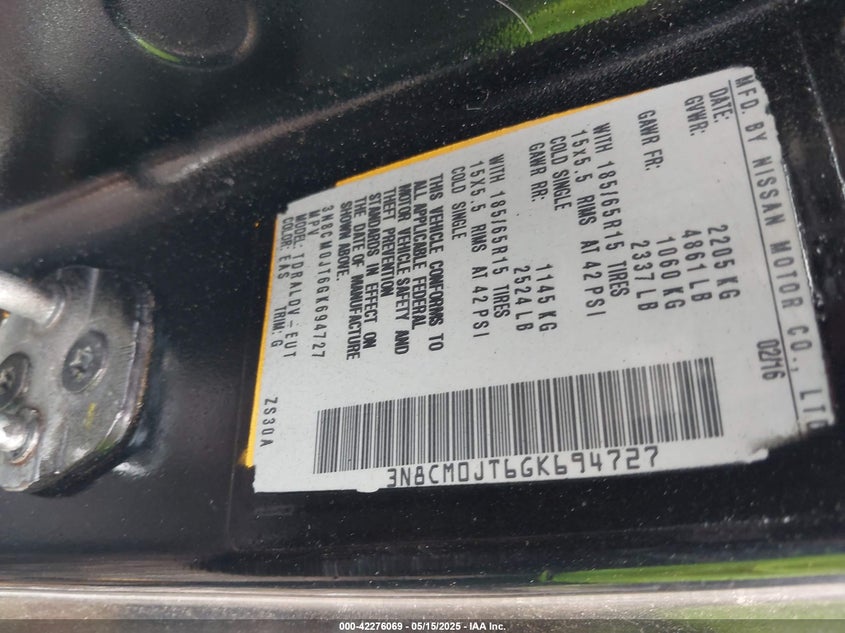 MFD. BY NISSAN MOTOR CO., LTD
DATE: 02/16
GVWR: 2205 KG
4861 LB
GAWR FR: 1060 KG
2337 LB
WITH 185/65R15 TIRES
15X5.5 RIMS AT 42 PSI
COLD SINGLE
GAWR RR: 1145 KG
2524 LB
WITH 185/65R15 TIRES
15X5.5 RIMS AT 42 PSI
COLD SINGLE
THIS VEHICLE CONFORMS TO
ALL APPLICABLE FEDERAL
MOTOR VEHICLE SAFETY AND
THEFT PREVENTION
STANDARDS IN EFFECT ON
THE DATE OF MANUFACTURE
SHOWN ABOVE.
3N8CM0JT6GK694727
MPV
MODEL: TDRALDV-EUT
COLOR: EAS TRIM: G
ZS30A
3N8CM0JT6GK694727
000-42276069 - 05/15/2025 - IAA Inc.